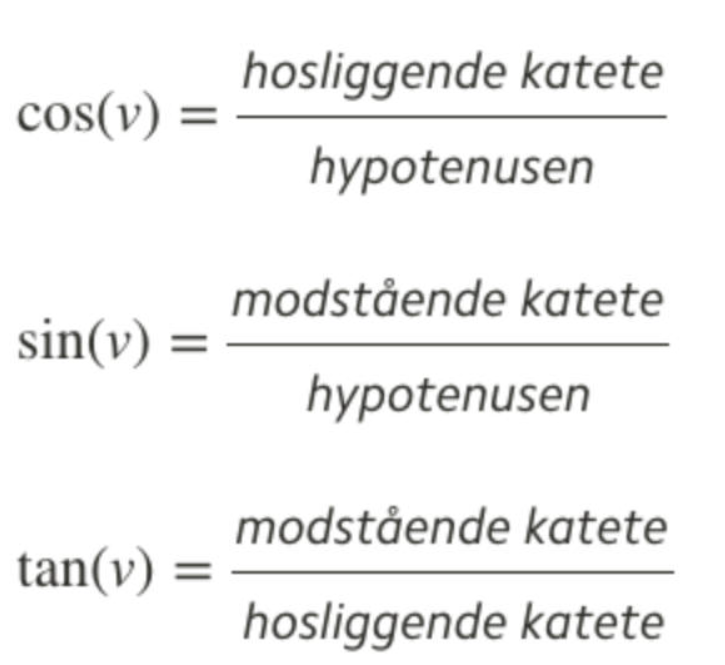 cos(v) = hosliggende katete / hypotenusen
sin(v) = modstående katete / hypotenusen
tan(v) = modstående katete / hosliggende katete